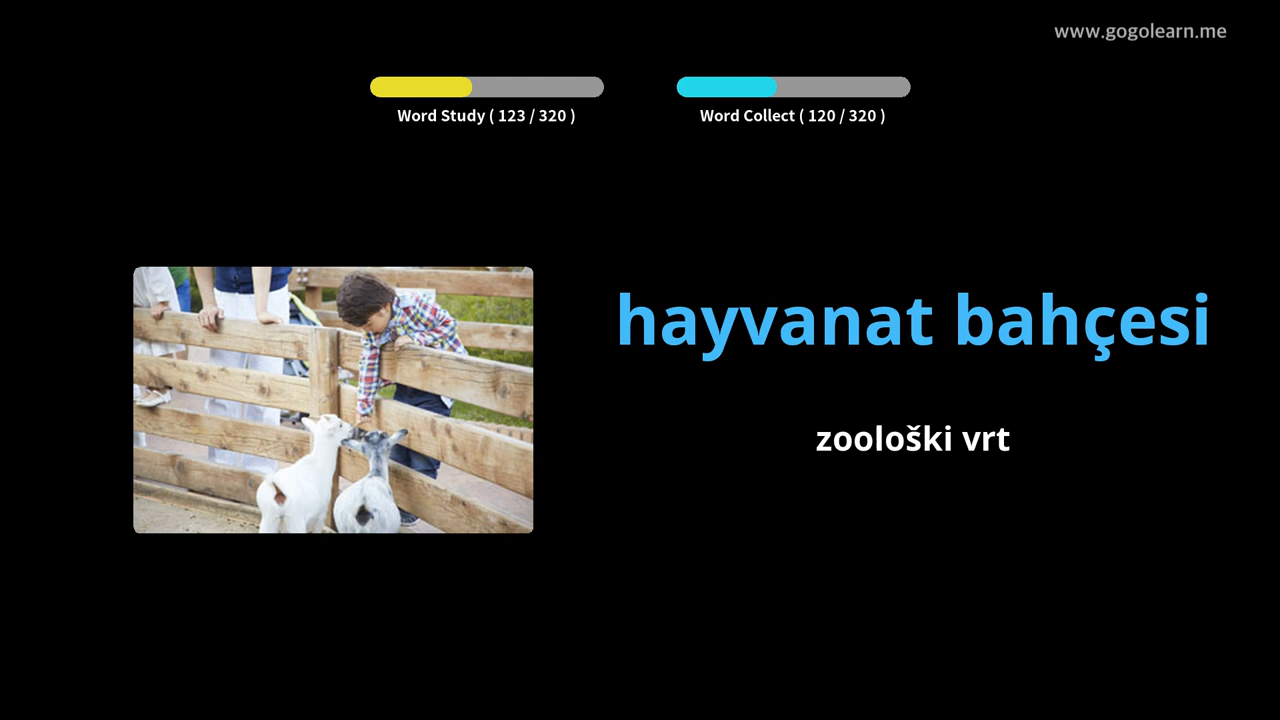 www.gogolearn.me
Word Study ( 123 / 320 )
Word Collect ( 120 / 320 )
hayvanat bahçesi
zoološki vrt